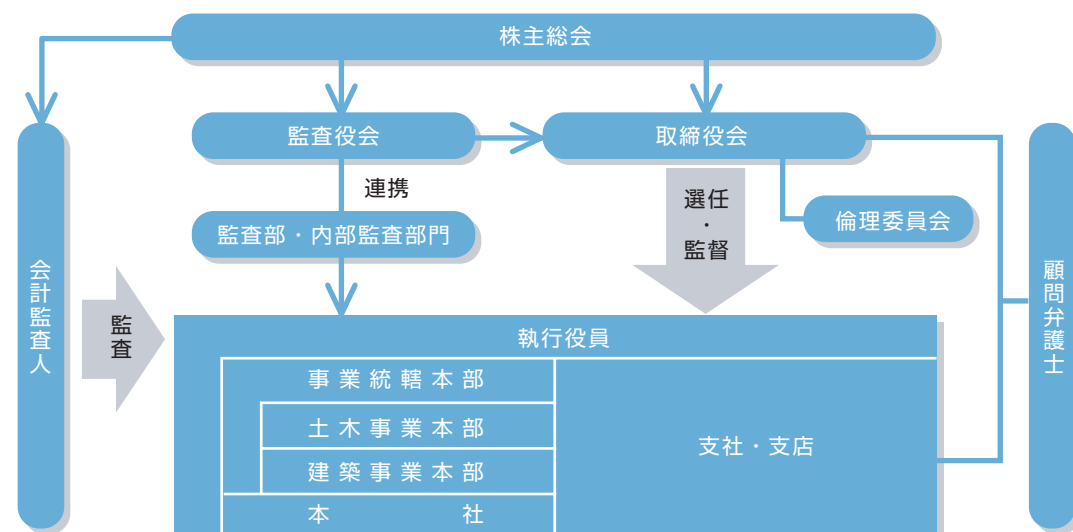 株主総会
監査役会
取締役会
連携
選任
・
監督
倫理委員会
監査部・内部監査部門
会計監査人
監査
顧問弁護士
執行役員
事業統轄本部
土木事業本部
支社・支店
建築事業本部
本社